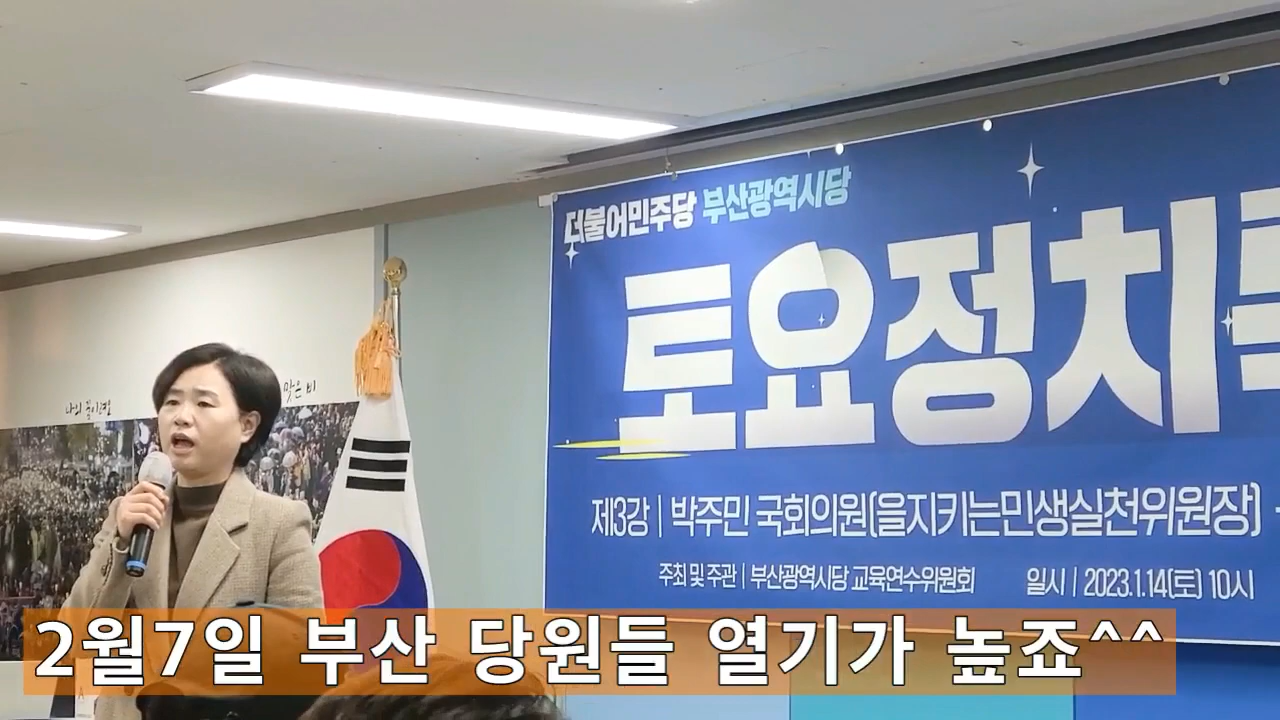 더불어민주당 부산광역시당
토요정치
제3강 | 박주민 국회의원(을지키는민생실천위원장)
주최 및 주관 | 부산광역시당 교육연수위원회 일시 | 2023.1.14(토) 10시
맞은 비
2월7일 부산 당원들 열기가 높죠^^